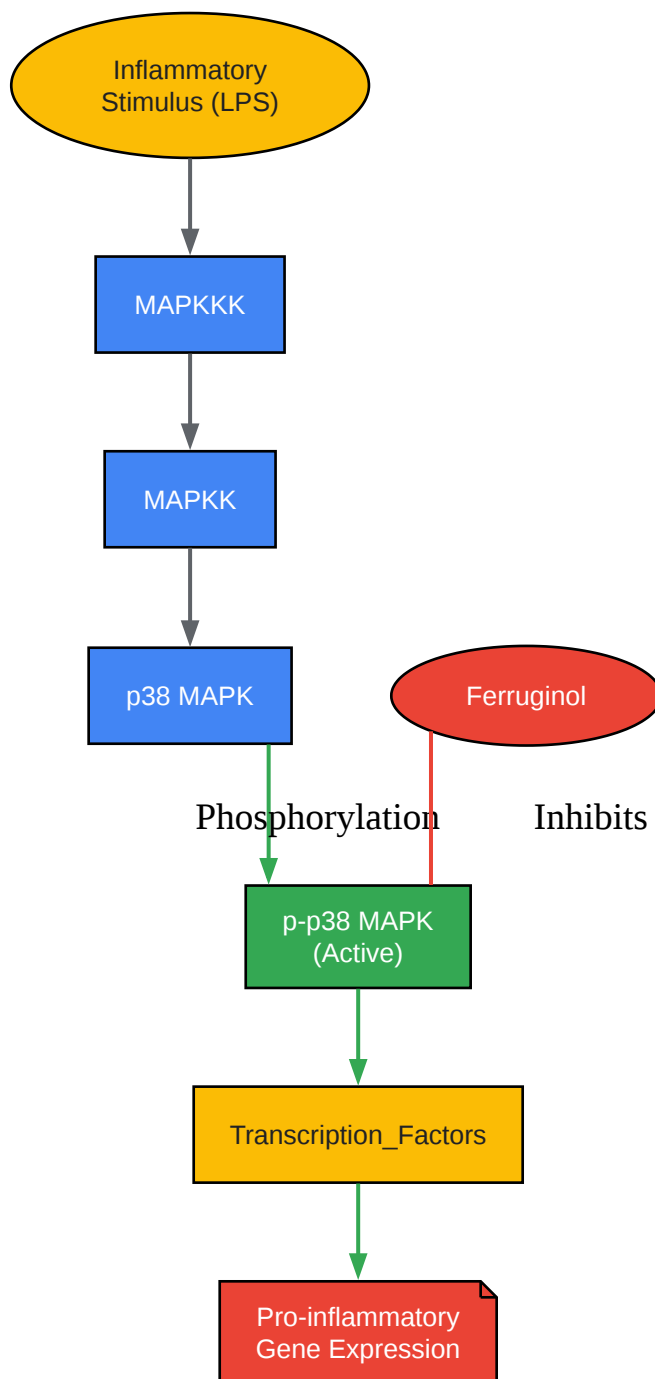 Inflammatory
Stimulus (LPS)
MAPKKK
MAPKK
p38 MAPK
Ferruginol
Phosphorylation
Inhibits
p-p38 MAPK
(Active)
Transcription_Factors
Pro-inflammatory
Gene Expression